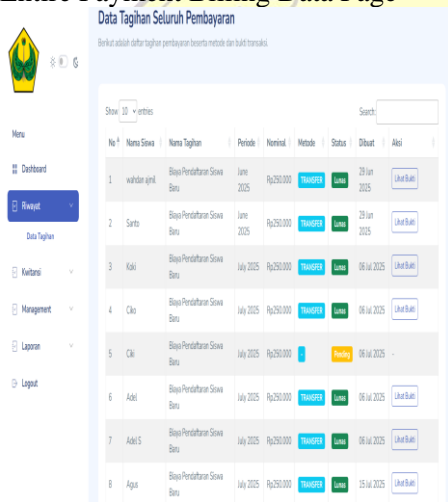 Entire Payment Billing Data Page
Data Tagihan Seluruh Pembayaran
Berikut adalah daftar tagihan pembayaran beserta metode dan bukti transaksi.
Show 10 entries
Search:
Menu
Dashboard
Riwayat
Data Tagihan
Kwitansi
Management
Laporan
Logout
No Nama Siswa Nama Tagihan Periode Nominal Metode Status Dibuat Aksi
1 wahdan ajmil Biaya Pendaftaran Siswa Baru June 2025 Rp250.000 TRANSFER Lunas 29 Jun 2025 Lihat Bukti
2 Santo Biaya Pendaftaran Siswa Baru June 2025 Rp250.000 TRANSFER Lunas 29 Jun 2025 Lihat Bukti
3 Koki Biaya Pendaftaran Siswa Baru July 2025 Rp250.000 TRANSFER Lunas 06 Jul 2025 Lihat Bukti
4 Ciko Biaya Pendaftaran Siswa Baru July 2025 Rp250.000 TRANSFER Lunas 06 Jul 2025 Lihat Bukti
5 Ciki Biaya Pendaftaran Siswa Baru July 2025 Rp250.000 - Pending 06 Jul 2025 -
6 Adel Biaya Pendaftaran Siswa Baru July 2025 Rp250.000 TRANSFER Lunas 06 Jul 2025 Lihat Bukti
7 Adel S Biaya Pendaftaran Siswa Baru July 2025 Rp250.000 TRANSFER Lunas 06 Jul 2025 Lihat Bukti
8 Agus Biaya Pendaftaran Siswa Baru July 2025 Rp250.000 TRANSFER Lunas 15 Jul 2025 Lihat Bukti